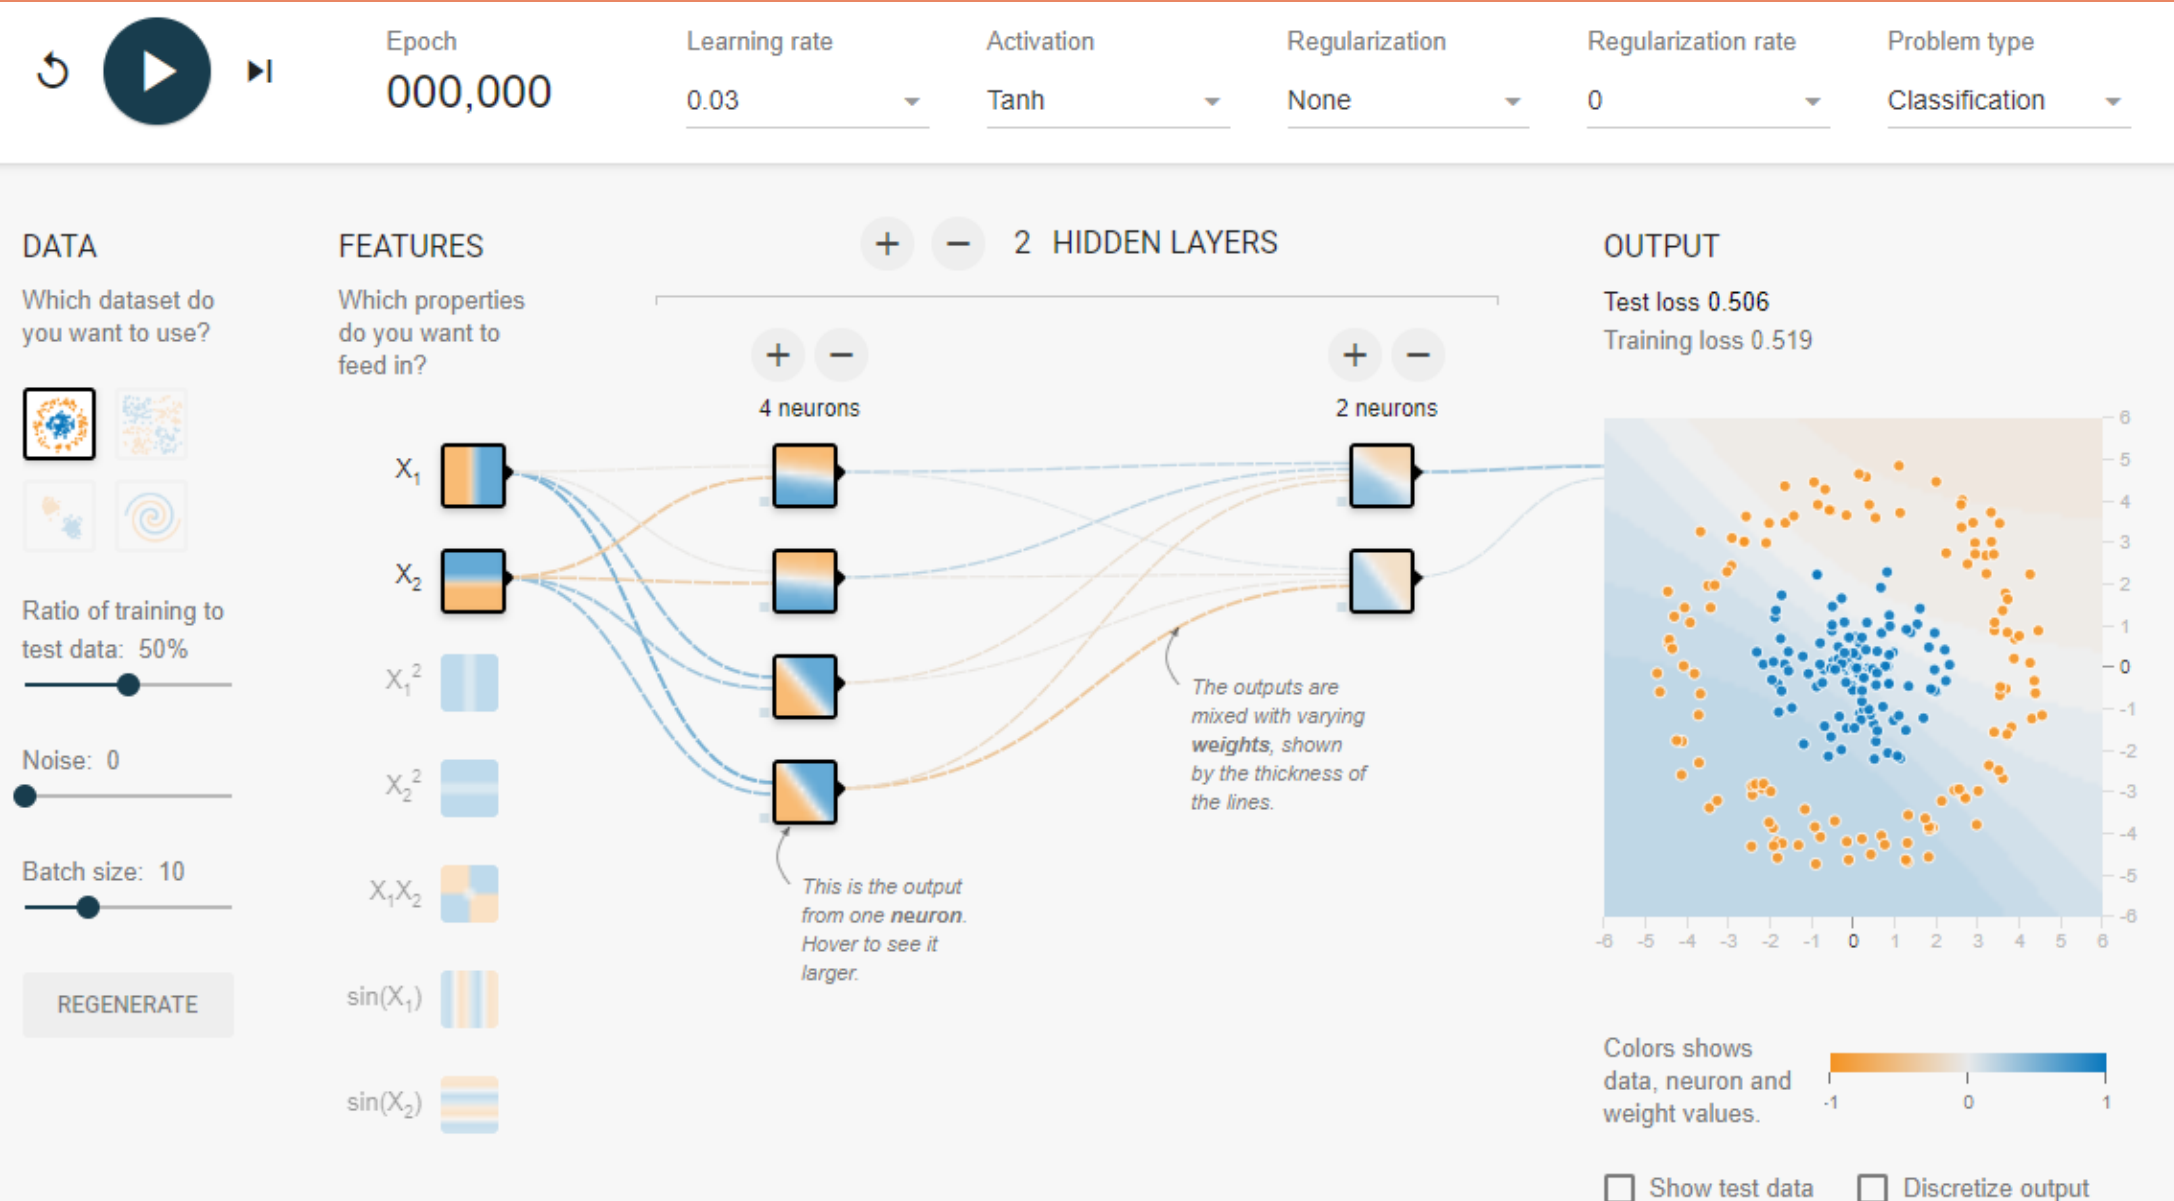 Epoch
000,000
Learning rate
0.03
Activation
Tanh
Regularization
None
Regularization rate
0
Problem type
Classification
DATA
Which dataset do
you want to use?
Ratio of training to
test data: 50%
Noise: 0
Batch size: 10
REGENERATE
FEATURES
Which properties
do you want to
feed in?
X1
X2
X1²
X2²
X1X2
sin(X1)
sin(X2)
+ − 2 HIDDEN LAYERS
+ −
4 neurons
+ −
2 neurons
This is the output
from one neuron.
Hover to see it
larger.
The outputs are
mixed with varying
weights, shown
by the thickness of
the lines.
OUTPUT
Test loss 0.506
Training loss 0.519
6
5
4
3
2
1
0
-1
-2
-3
-4
-5
-6
-6 -5 -4 -3 -2 -1 0 1 2 3 4 5 6
Colors shows
data, neuron and
weight values.
-1 0 1
Show test data
Discretize output